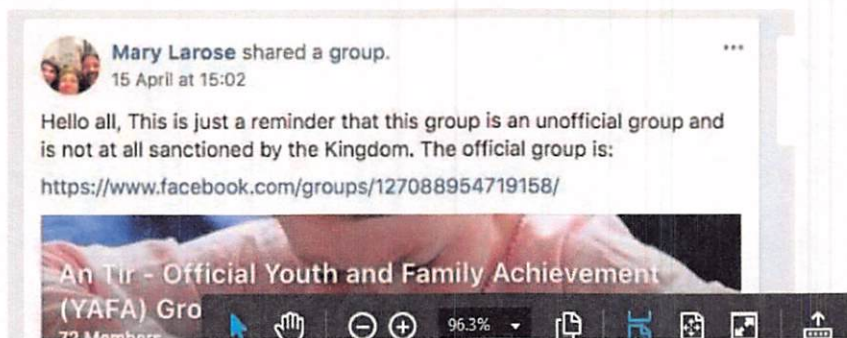 Mary Larose shared a group.
15 April at 15:02
Hello all, This is just a reminder that this group is an unofficial group and
is not at all sanctioned by the Kingdom. The official group is:
https://www.facebook.com/groups/127088954719158/
An Tir - Official Youth and Family Achievement
(YAFA) Gro
72 Members
96.3%